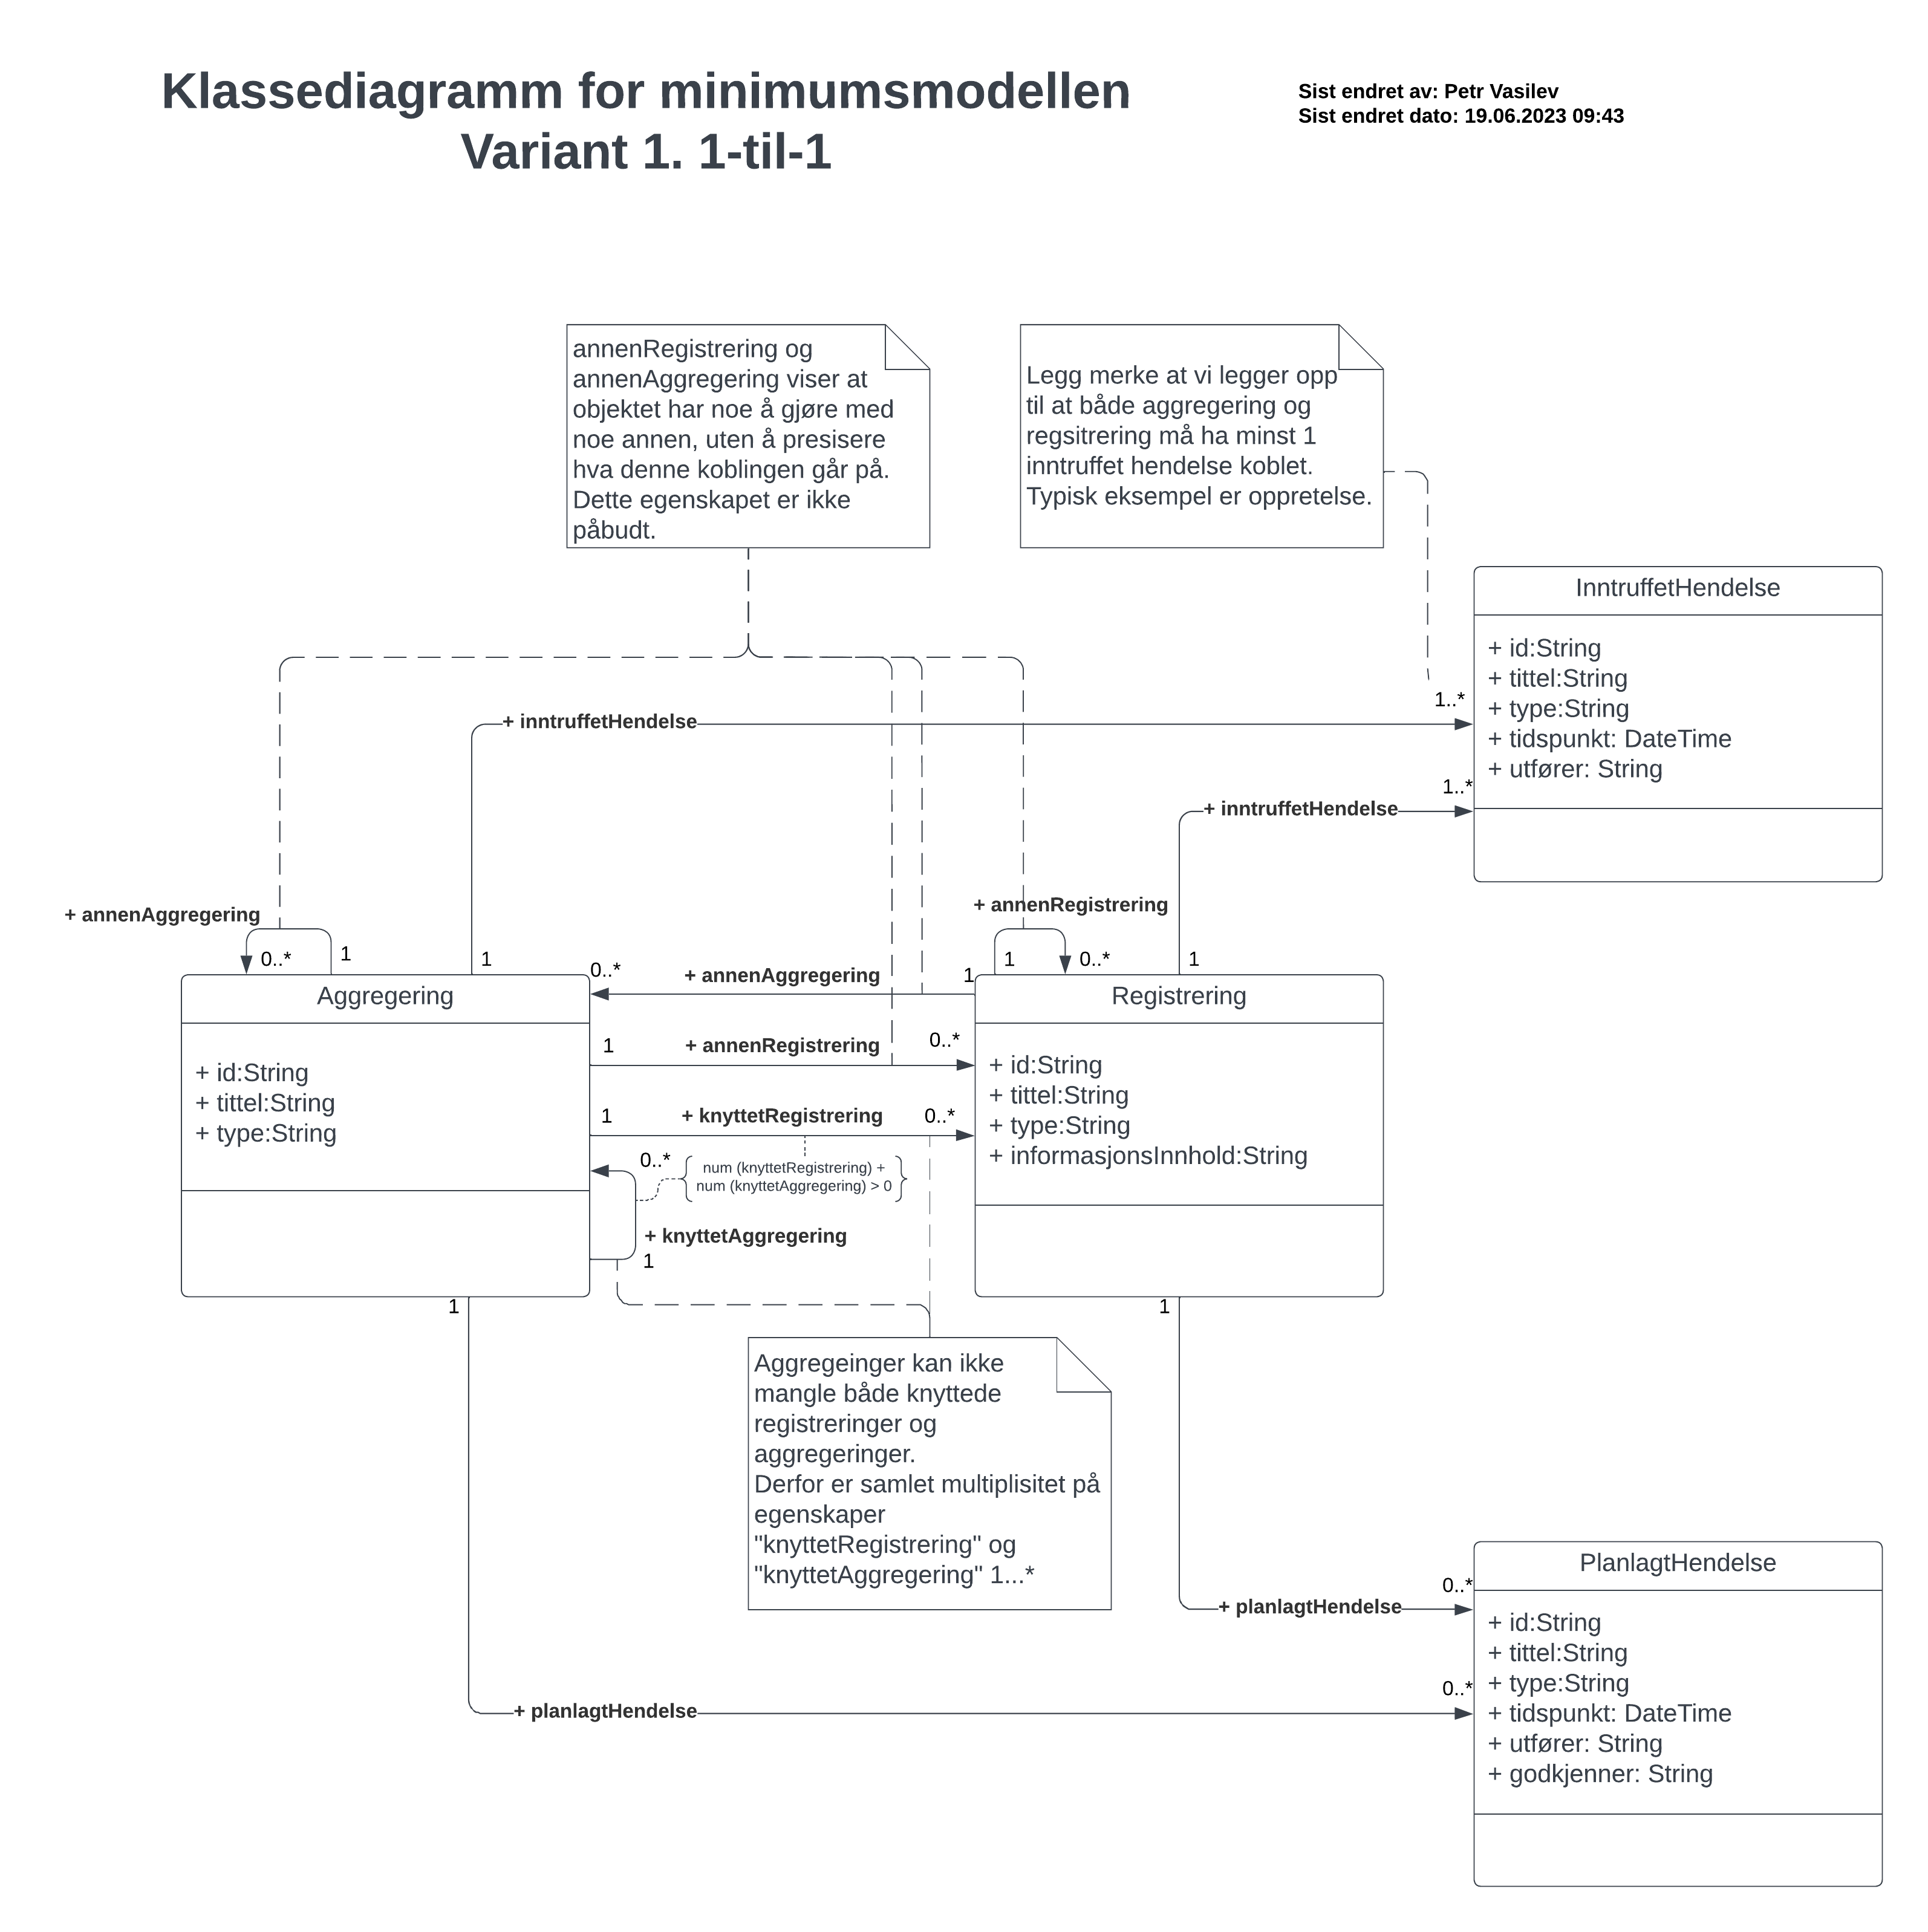 Klassediagramm for minimumsmodellen
Variant 1. 1-til-1
Sist endret av: Petr Vasilev
Sist endret dato: 19.06.2023 09:43
annenRegistrering og
annenAggregering viser at
objektet har noe å gjøre med
noe annen, uten å presisere
hva denne koblingen går på.
Dette egenskapet er ikke
påbudt.
Legg merke at vi legger opp
til at både aggregering og
regsitrering må ha minst 1
inntruffet hendelse koblet.
Typisk eksempel er oppretelse.
InntruffetHendelse
+ id:String
+ tittel:String
+ type:String
+ tidspunkt: DateTime
+ utfører: String
1..*
+ inntruffetHendelse
1..*
+ inntruffetHendelse
+ annenAggregering
0..*
1
1
+ annenRegistrering
1
0..*
1
0..*
+ annenAggregering
1
Aggregering
+ id:String
+ tittel:String
+ type:String
1
+ annenRegistrering
0..*
1
+ knyttetRegistrering
0..*
0..*
num (knyttetRegistrering) +
num (knyttetAggregering) > 0
+ knyttetAggregering
1
Registrering
+ id:String
+ tittel:String
+ type:String
+ informasjonsInnhold:String
1
1
Aggregeinger kan ikke
mangle både knyttede
registreringer og
aggregeringer.
Derfor er samlet multiplisitet på
egenskaper
"knyttetRegistrering" og
"knyttetAggregering" 1...*
0..*
+ planlagtHendelse
0..*
+ planlagtHendelse
PlanlagtHendelse
+ id:String
+ tittel:String
+ type:String
+ tidspunkt: DateTime
+ utfører: String
+ godkjenner: String